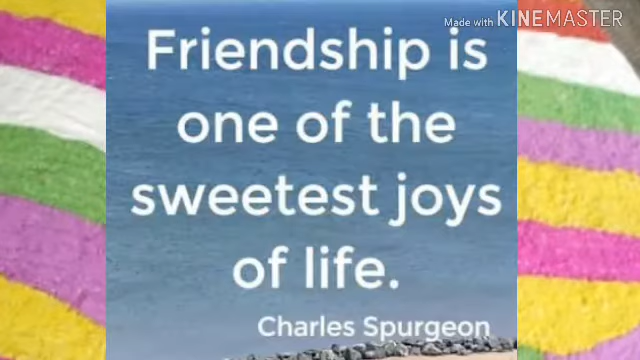 Made with KINEMASTER
Friendship is
one of the
sweetest joys
of life.
Charles Spurgeon